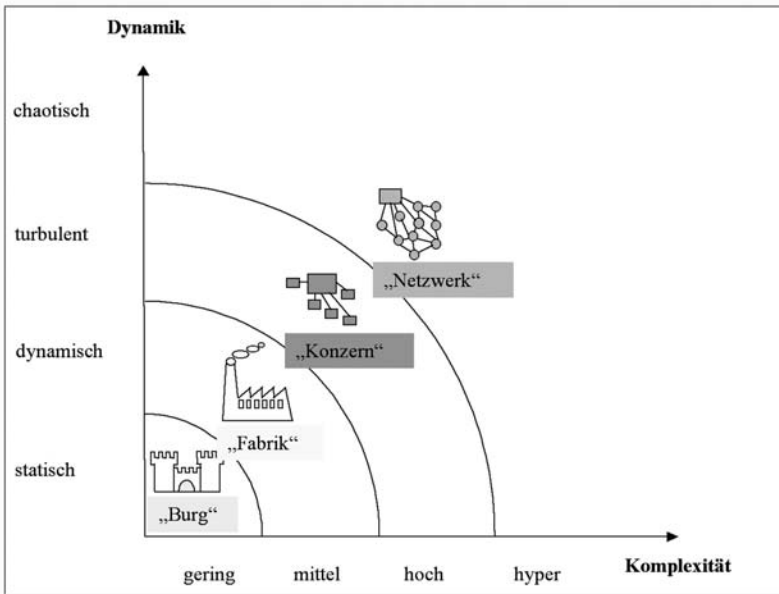 Dynamik
chaotisch
turbulent
„Netzwerk“
dynamisch
„Konzern“
„Fabrik“
statisch
„Burg“
gering mittel hoch hyper
Komplexität